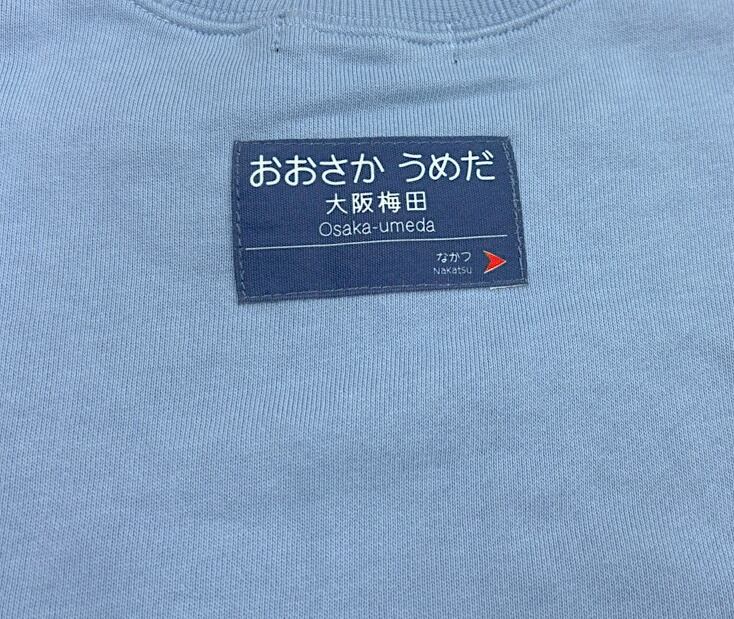 おおさか うめだ
大阪梅田
Osaka-umeda
なかつ
Nakatsu